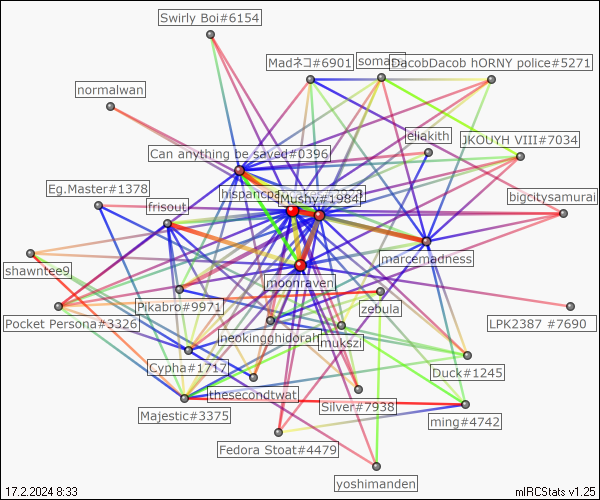 Swirly Boi#6154
Madネコ#6901
soma
DacobDacob hORNY police#5271
normalwan
eliakith
JKOUYH VIII#7034
Can anything be saved#0396
Eg.Master#1378
hispancpa
Mushy#1984
bigcitysamurai
frisout
marcemadness
shawntee9
moonraven
Pikabro#9971
zebula
Pocket Persona#3326
LPK2387 #7690
neokingghidorah
mukszi
Cypha#1717
Duck#1245
thesecondtwat
Silver#7938
Majestic#3375
ming#4742
Fedora Stoat#4479
yoshimanden
17.2.2024 8:33
mIRCStats v1.25